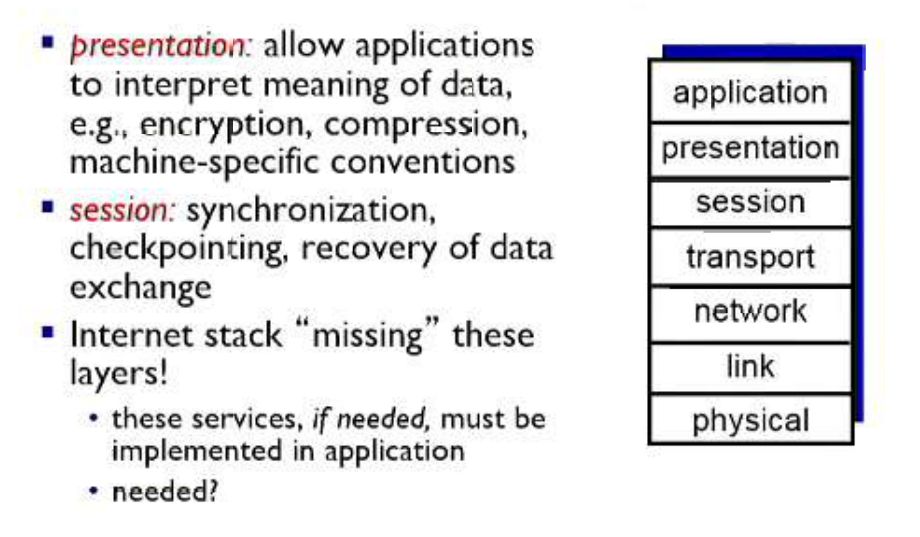 ▪ presentation: allow applications
to interpret meaning of data,
e.g., encryption, compression,
machine-specific conventions
▪ session: synchronization,
checkpointing, recovery of data
exchange
▪ Internet stack “missing” these
layers!
• these services, if needed, must be
implemented in application
• needed?
application
presentation
session
transport
network
link
physical